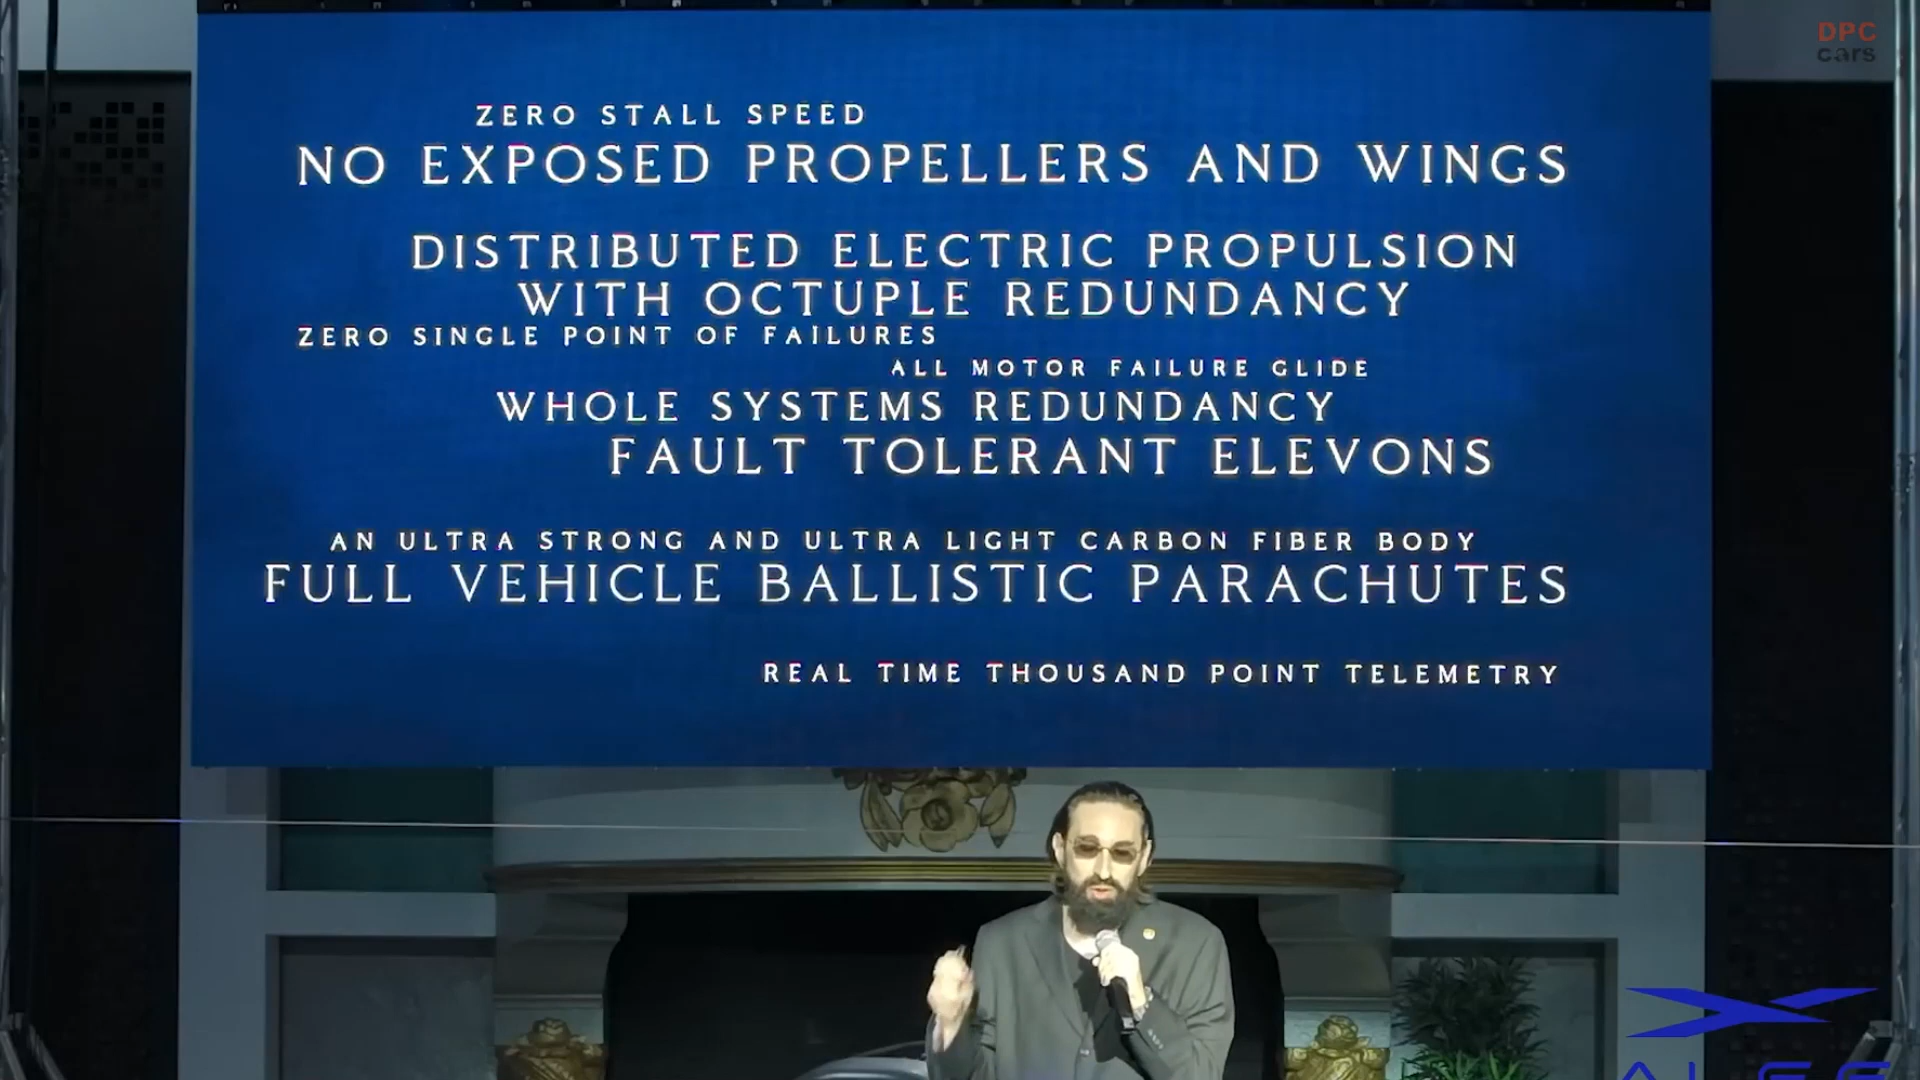 DPC
cars
ZERO STALL SPEED
NO EXPOSED PROPELLERS AND WINGS
DISTRIBUTED ELECTRIC PROPULSION
WITH OCTUPLE REDUNDANCY
ZERO SINGLE POINT OF FAILURES
ALL MOTOR FAILURE GLIDE
WHOLE SYSTEMS REDUNDANCY
FAULT TOLERANT ELEVONS
AN ULTRA STRONG AND ULTRA LIGHT CARBON FIBER BODY
FULL VEHICLE BALLISTIC PARACHUTES
REAL TIME THOUSAND POINT TELEMETRY